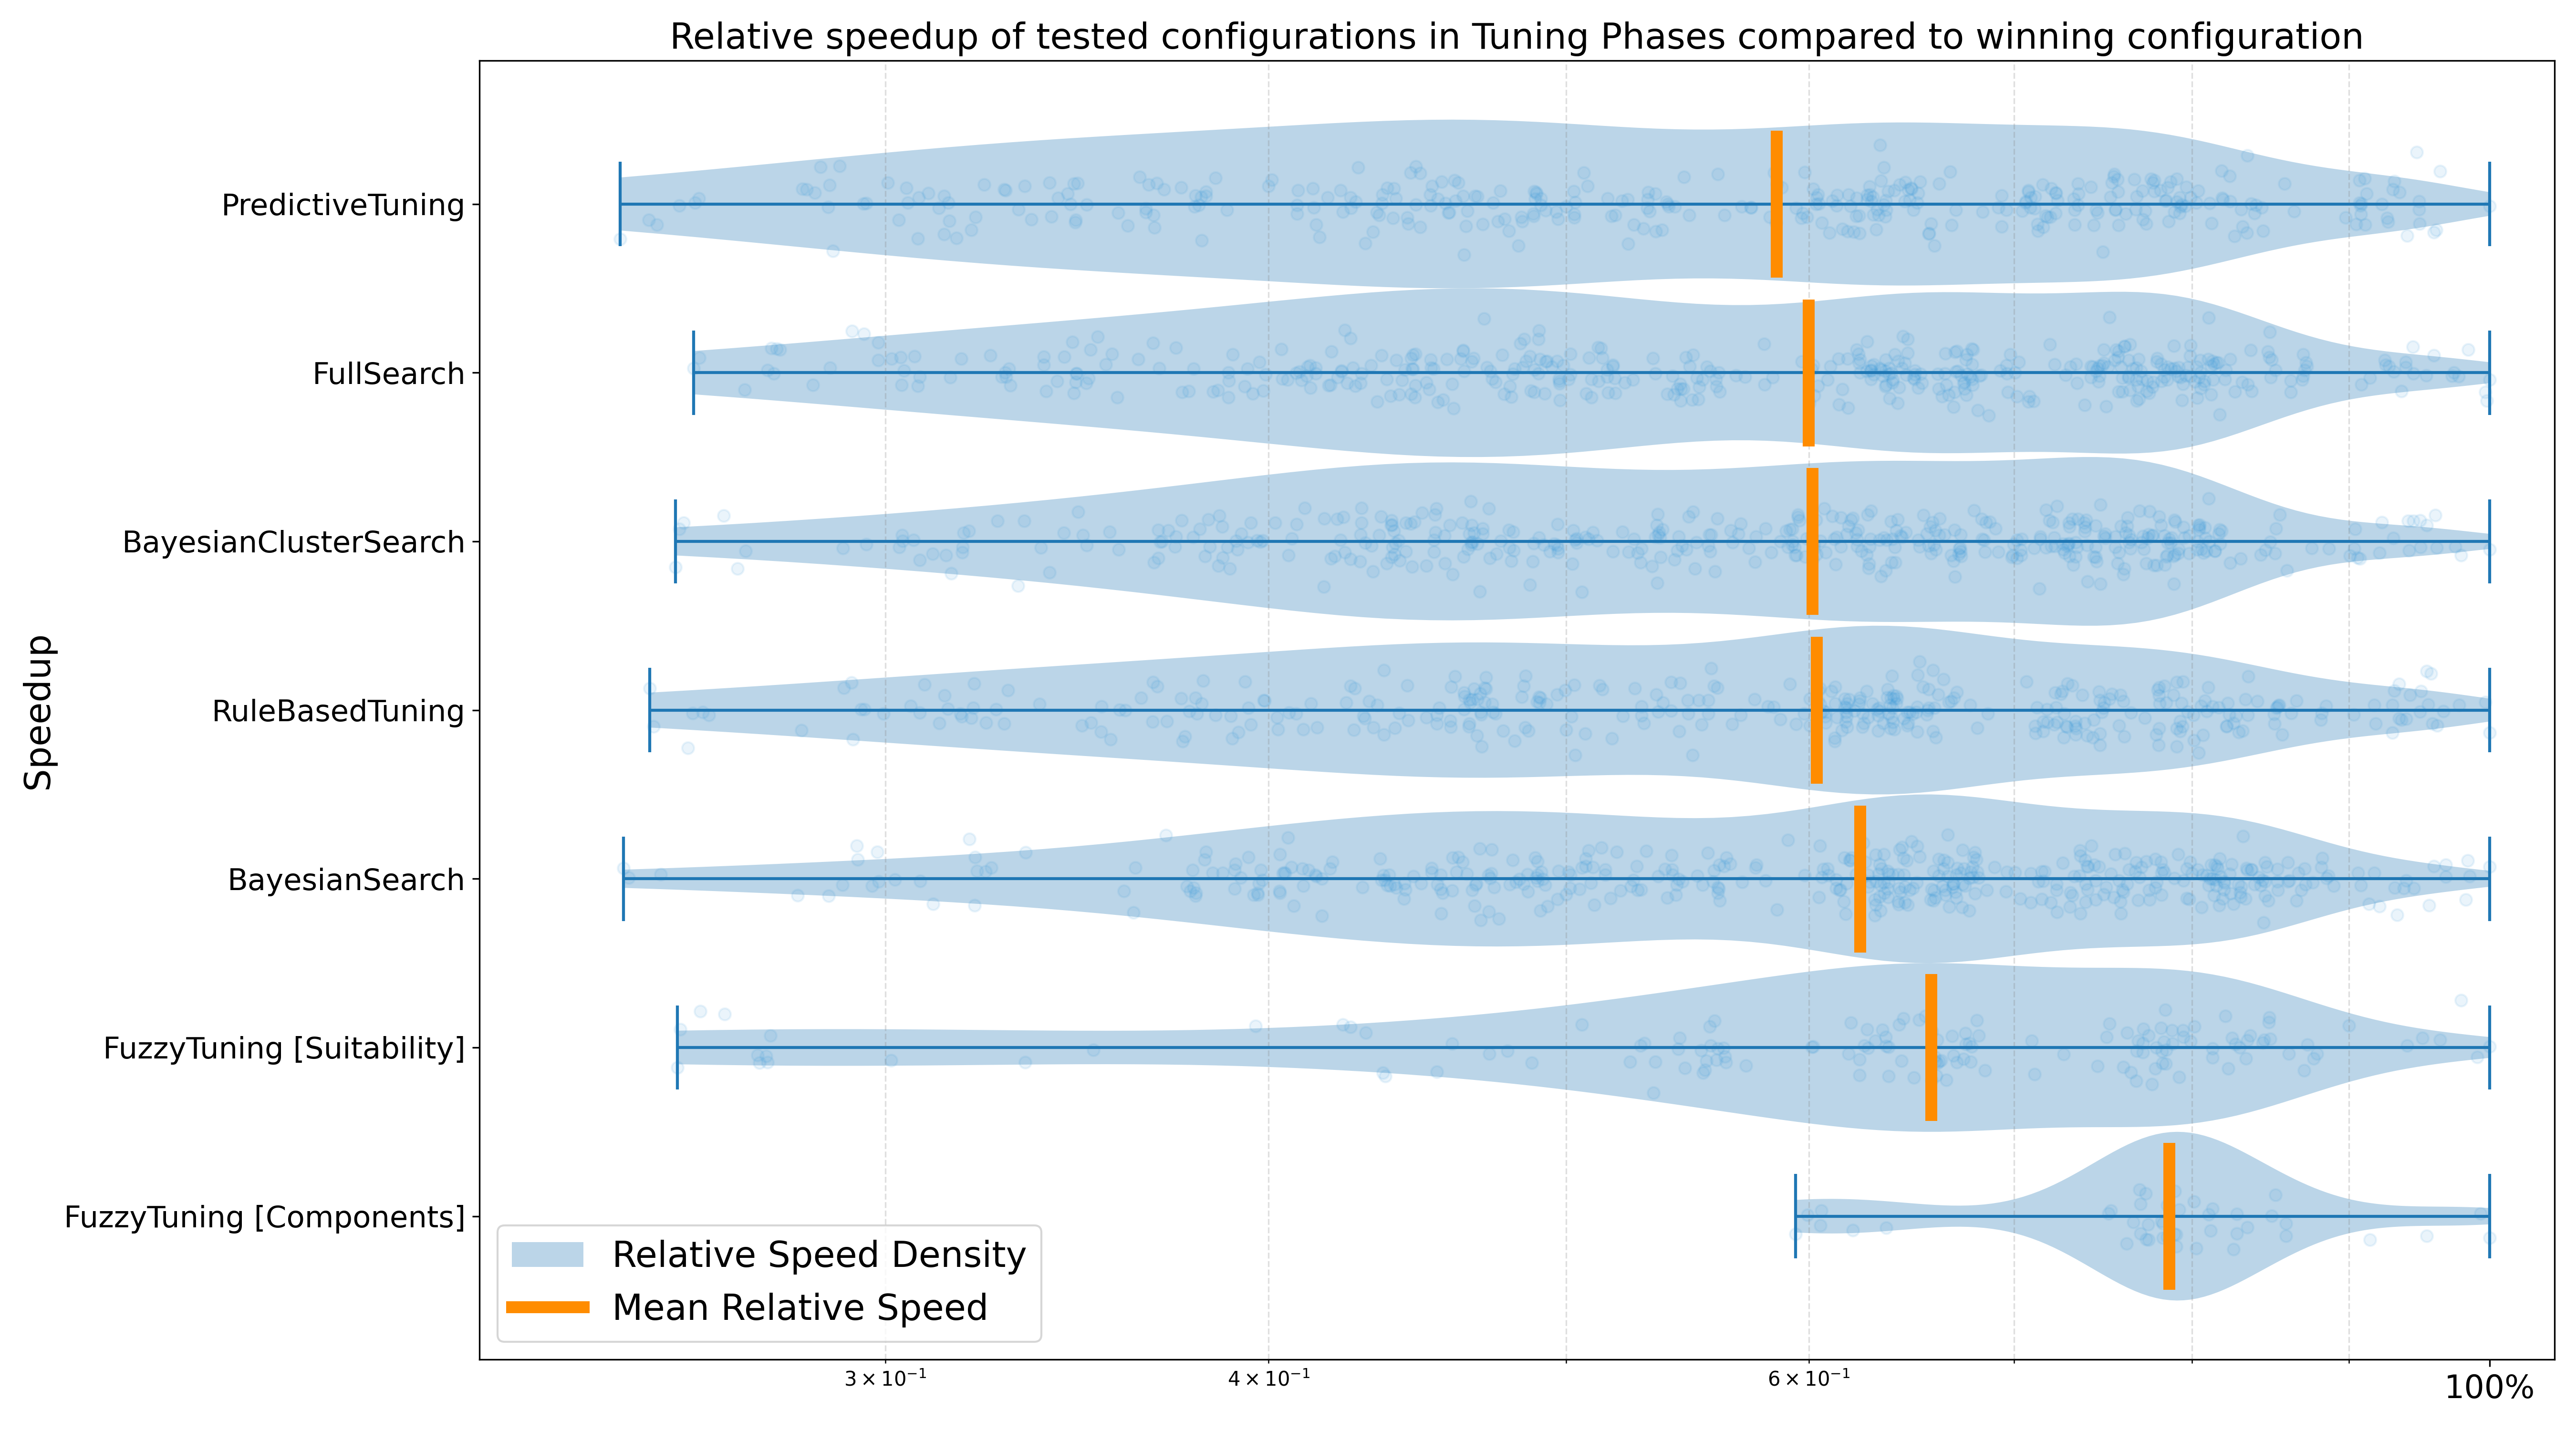 Relative speedup of tested configurations in Tuning Phases compared to winning configuration
Speedup
PredictiveTuning
FullSearch
BayesianClusterSearch
RuleBasedTuning
BayesianSearch
FuzzyTuning [Suitability]
FuzzyTuning [Components]
Relative Speed Density
Mean Relative Speed
3 × 10⁻¹
4 × 10⁻¹
6 × 10⁻¹
100%